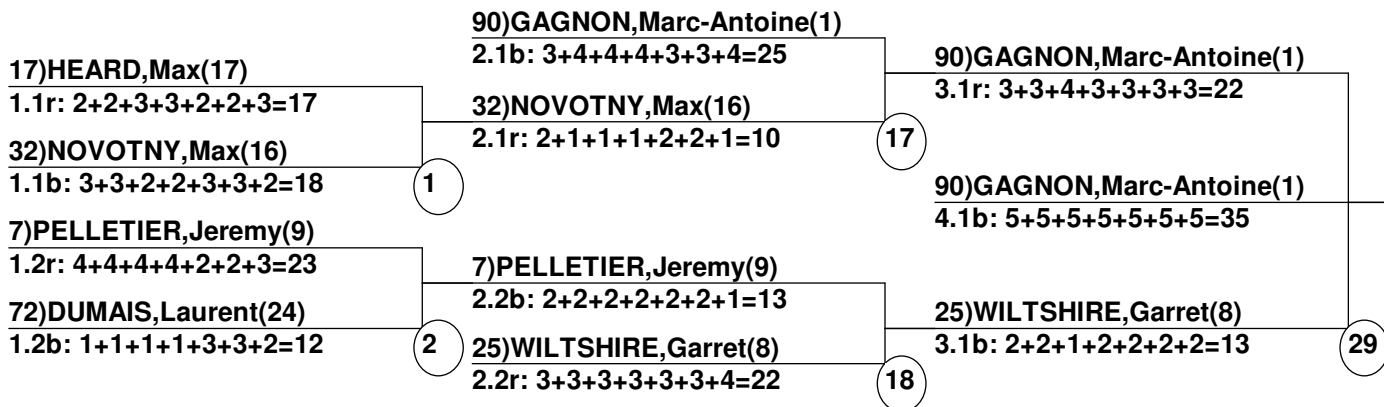 17)HEARD,Max(17)
1.1r: 2+2+3+3+2+2+3=17
32)NOVOTNY,Max(16)
1.1b: 3+3+2+2+3+3+2=18
1
7)PELLETIER,Jeremy(9)
1.2r: 4+4+4+4+2+2+3=23
72)DUMAIS,Laurent(24)
1.2b: 1+1+1+1+3+3+2=12
2
90)GAGNON,Marc-Antoine(1)
2.1b: 3+4+4+4+3+3+4=25
32)NOVOTNY,Max(16)
2.1r: 2+1+1+1+2+2+1=10
17
7)PELLETIER,Jeremy(9)
2.2b: 2+2+2+2+2+2+1=13
25)WILTSHIRE,Garret(8)
2.2r: 3+3+3+3+3+3+4=22
18
90)GAGNON,Marc-Antoine(1)
3.1r: 3+3+4+3+3+3+3=22
90)GAGNON,Marc-Antoine(1)
4.1b: 5+5+5+5+5+5+5=35
25)WILTSHIRE,Garret(8)
3.1b: 2+2+1+2+2+2+2=13
29